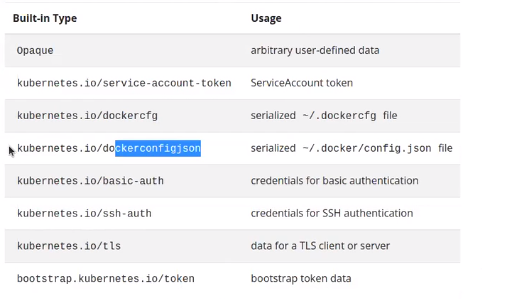 Built-in Type Usage
Opaque arbitrary user-defined data
kubernetes.io/service-account-token ServiceAccount token
kubernetes.io/dockercfg serialized ~/.dockercfg file
kubernetes.io/dockerconfigjson serialized ~/.docker/config.json file
kubernetes.io/basic-auth credentials for basic authentication
kubernetes.io/ssh-auth credentials for SSH authentication
kubernetes.io/tls data for a TLS client or server
bootstrap.kubernetes.io/token bootstrap token data